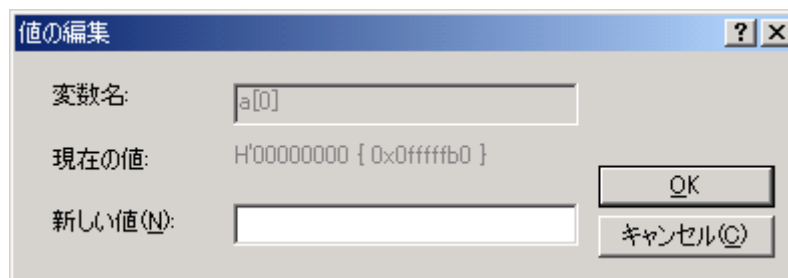 値の編集
変数名:
a[0]
現在の値:
H'00000000 { 0x0fffffb0 }
新しい値(N):
OK
キャンセル(C)